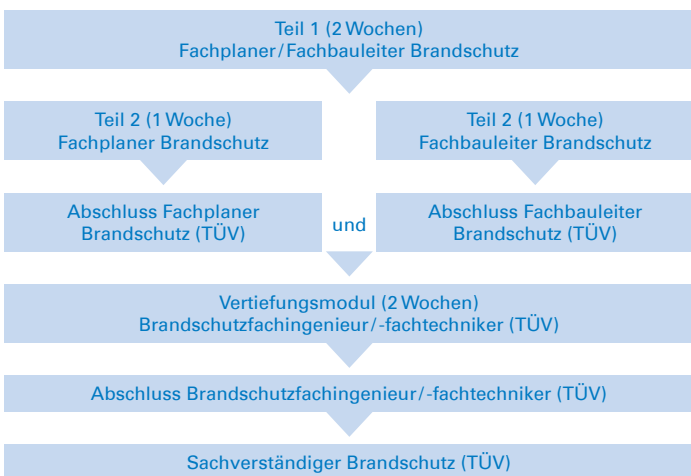 Teil 1 (2 Wochen)
Fachplaner/Fachbauleiter Brandschutz
Teil 2 (1 Woche)
Fachplaner Brandschutz
Teil 2 (1 Woche)
Fachbauleiter Brandschutz
Abschluss Fachplaner
Brandschutz (TÜV)
und
Abschluss Fachbauleiter
Brandschutz (TÜV)
Vertiefungsmodul (2 Wochen)
Brandschutzfachingenieur/-fachtechniker (TÜV)
Abschluss Brandschutzfachingenieur/-fachtechniker (TÜV)
Sachverständiger Brandschutz (TÜV)